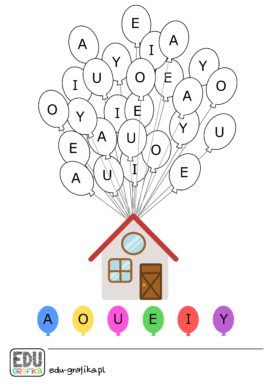 E
A I A
Y Y
I U O E O
A
O Y I E
A U Y U
E O
A U I E
A O U E I Y
EDU
GRAFIKA
edu-grafika.pl